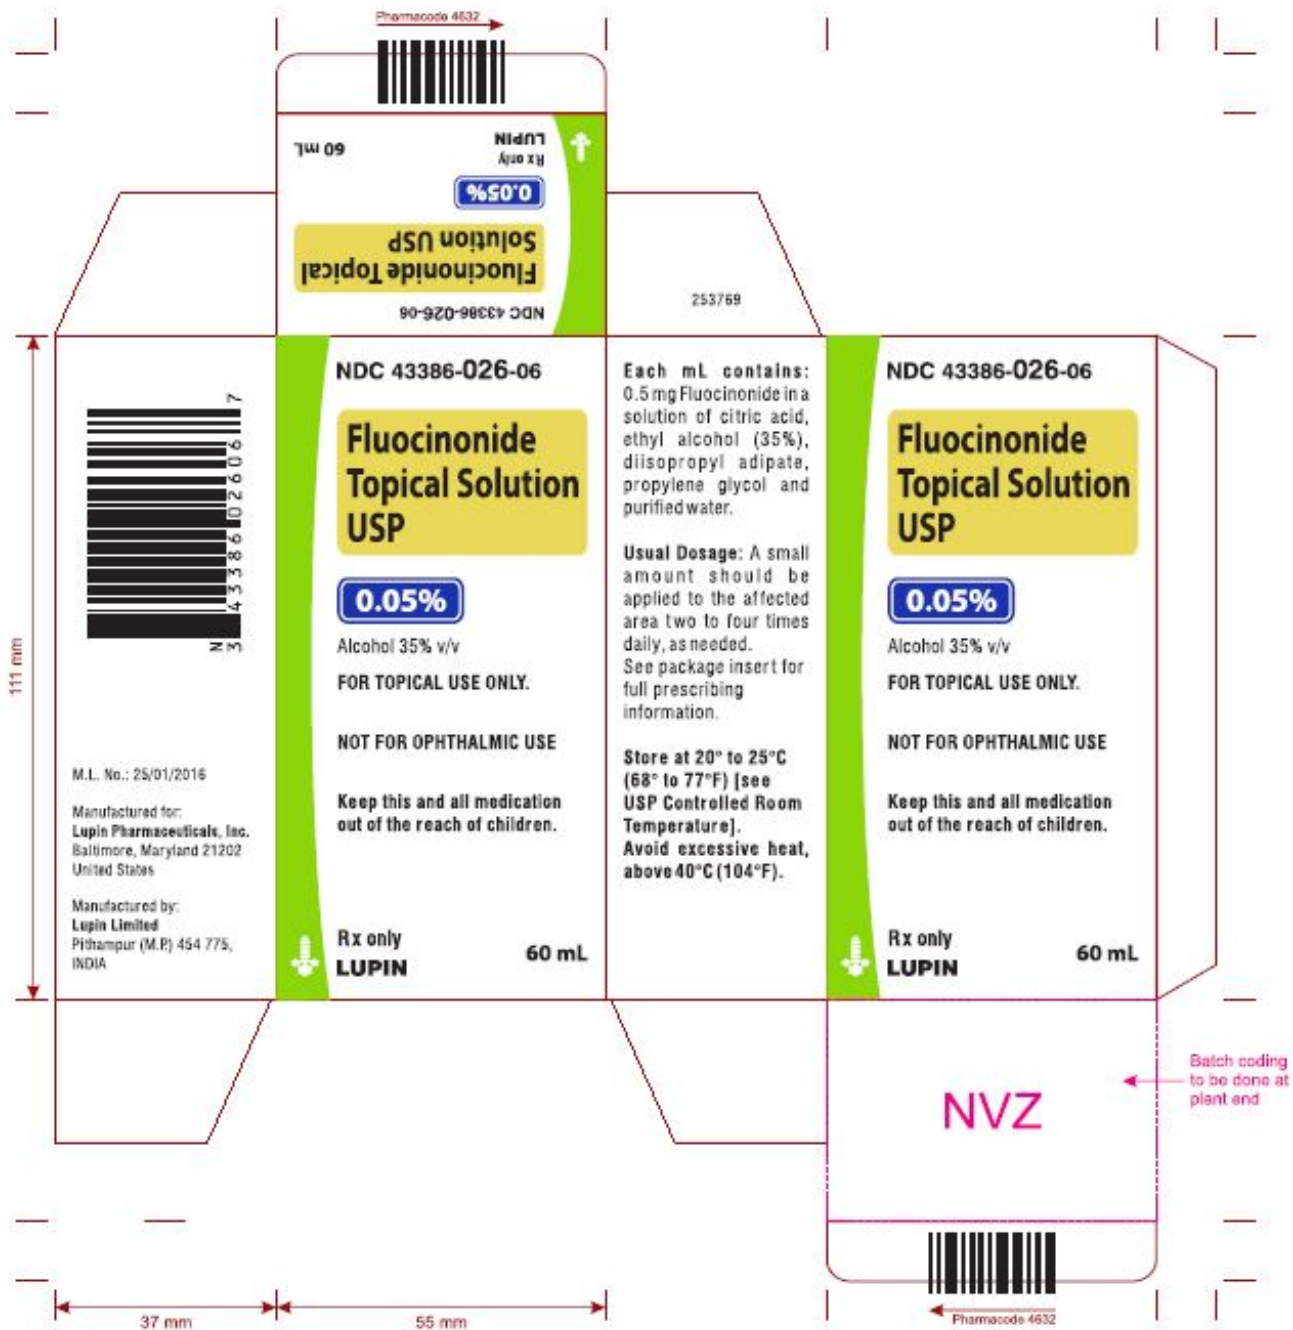 Pharmacode 4632
60 mL
LUPIN
Rx only
0.05%
Fluocinonide Topical
Solution USP
NDC 43386-026-06
253769
N
3 43386 02606 7
M.L. No.: 25/01/2016
Manufactured for:
Lupin Pharmaceuticals, Inc.
Baltimore, Maryland 21202
United States
Manufactured by:
Lupin Limited
Pithampur (M.P.) 454 775,
INDIA
NDC 43386-026-06
Fluocinonide
Topical Solution
USP
0.05%
Alcohol 35% v/v
FOR TOPICAL USE ONLY.
NOT FOR OPHTHALMIC USE
Keep this and all medication
out of the reach of children.
Rx only
LUPIN
60 mL
Each mL contains:
0.5 mg Fluocinonide in a
solution of citric acid,
ethyl alcohol (35%),
diisopropyl adipate,
propylene glycol and
purified water.
Usual Dosage: A small
amount should be
applied to the affected
area two to four times
daily, as needed.
See package insert for
full prescribing
information.
Store at 20° to 25°C
(68° to 77°F) [see
USP Controlled Room
Temperature].
Avoid excessive heat,
above 40°C (104°F).
NDC 43386-026-06
Fluocinonide
Topical Solution
USP
0.05%
Alcohol 35% v/v
FOR TOPICAL USE ONLY.
NOT FOR OPHTHALMIC USE
Keep this and all medication
out of the reach of children.
Rx only
LUPIN
60 mL
111 mm
NVZ
Batch coding
to be done at
plant end
37 mm
55 mm
Pharmacode 4632